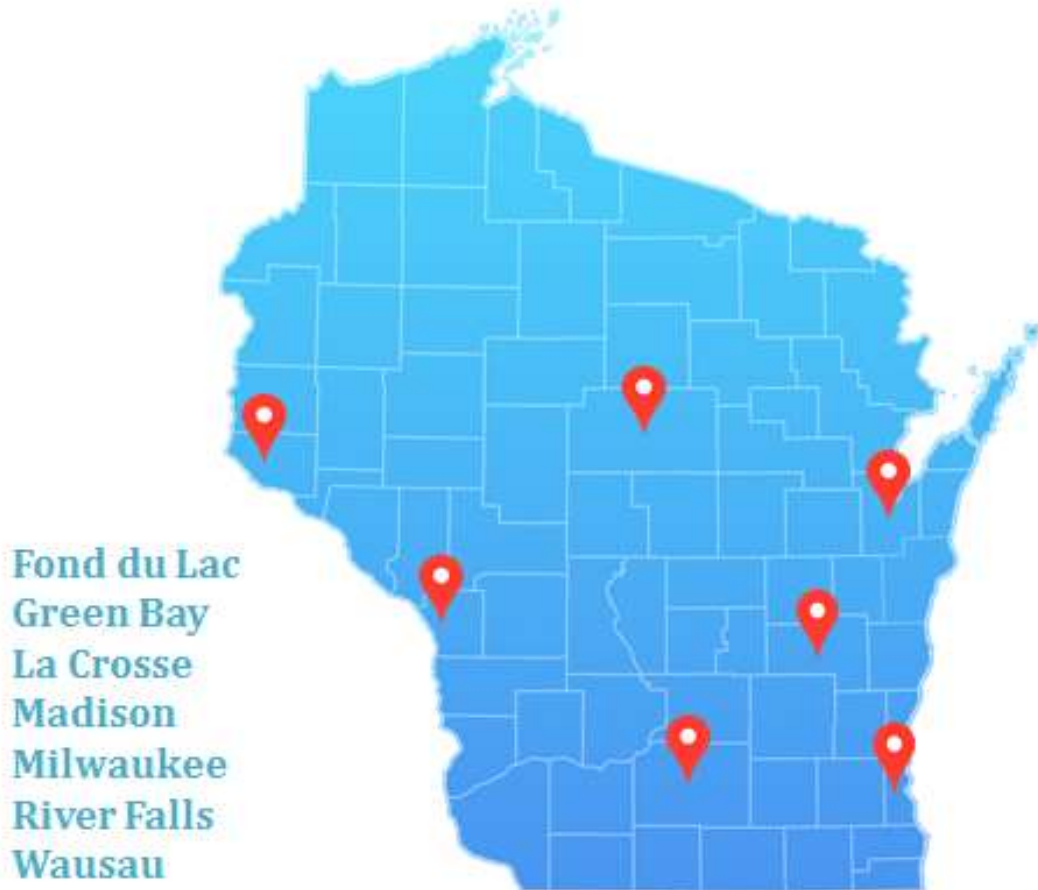 Fond du Lac
Green Bay
La Crosse
Madison
Milwaukee
River Falls
Wausau